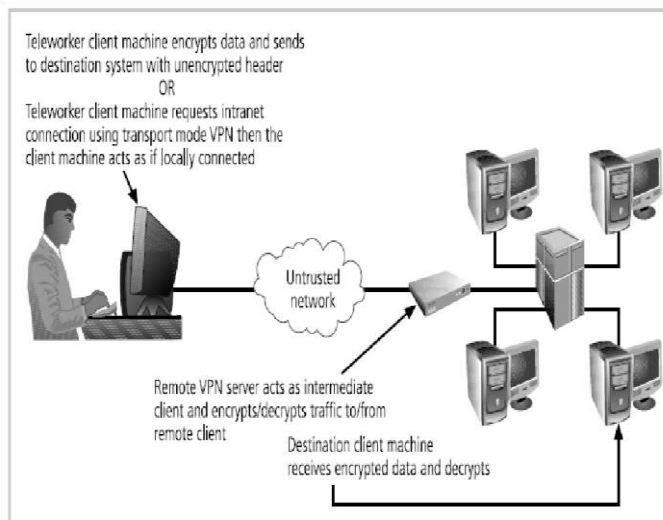 Teleworker client machine encrypts data and sends
to destination system with unencrypted header
OR
Teleworker client machine requests intranet
connection using transport mode VPN then the
client machine acts as if locally connected
Untrusted
network
Remote VPN server acts as intermediate
client and encrypts/decrypts traffic to/from
remote client
Destination client machine
receives encrypted data and decrypts